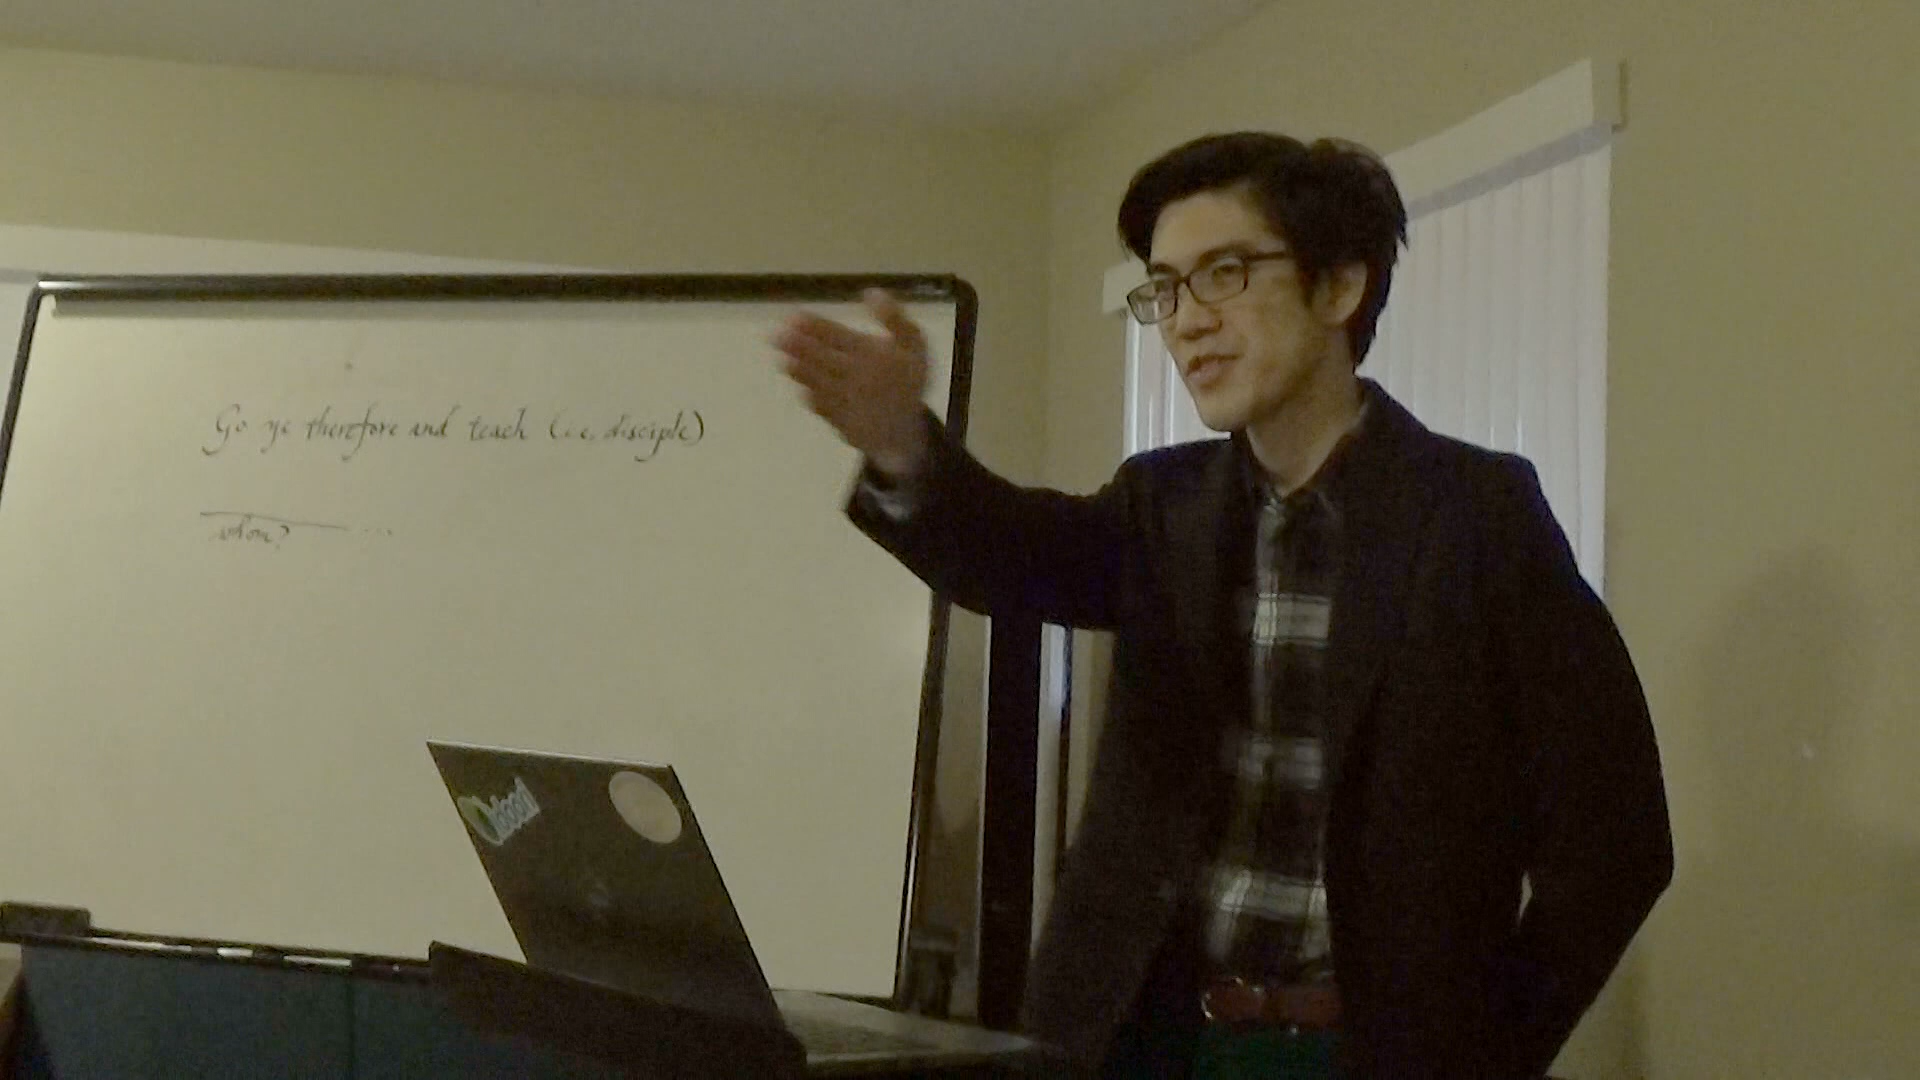 Go ye therefore and teach (i.e. disciple)
whom? ...